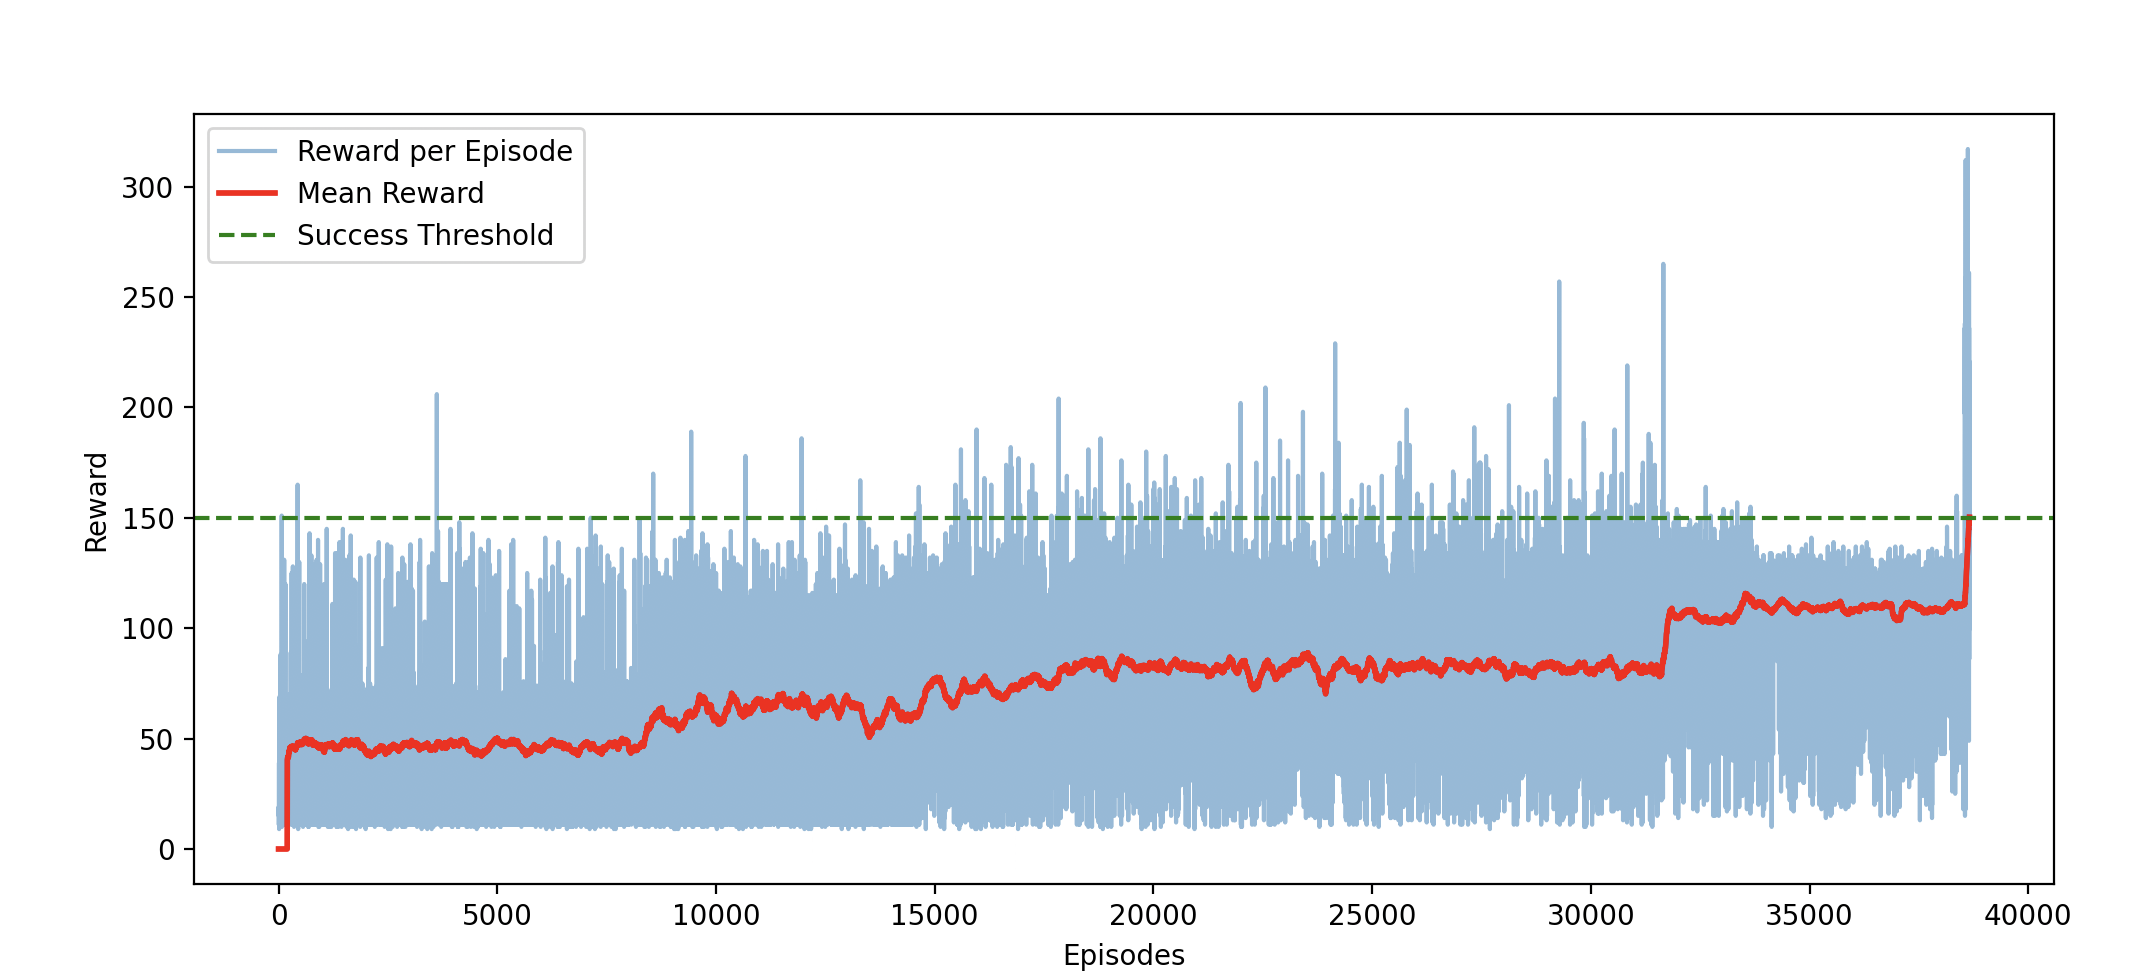 Reward per Episode
Mean Reward
Success Threshold
300
250
200
150
100
50
0
Reward
0 5000 10000 15000 20000 25000 30000 35000 40000
Episodes